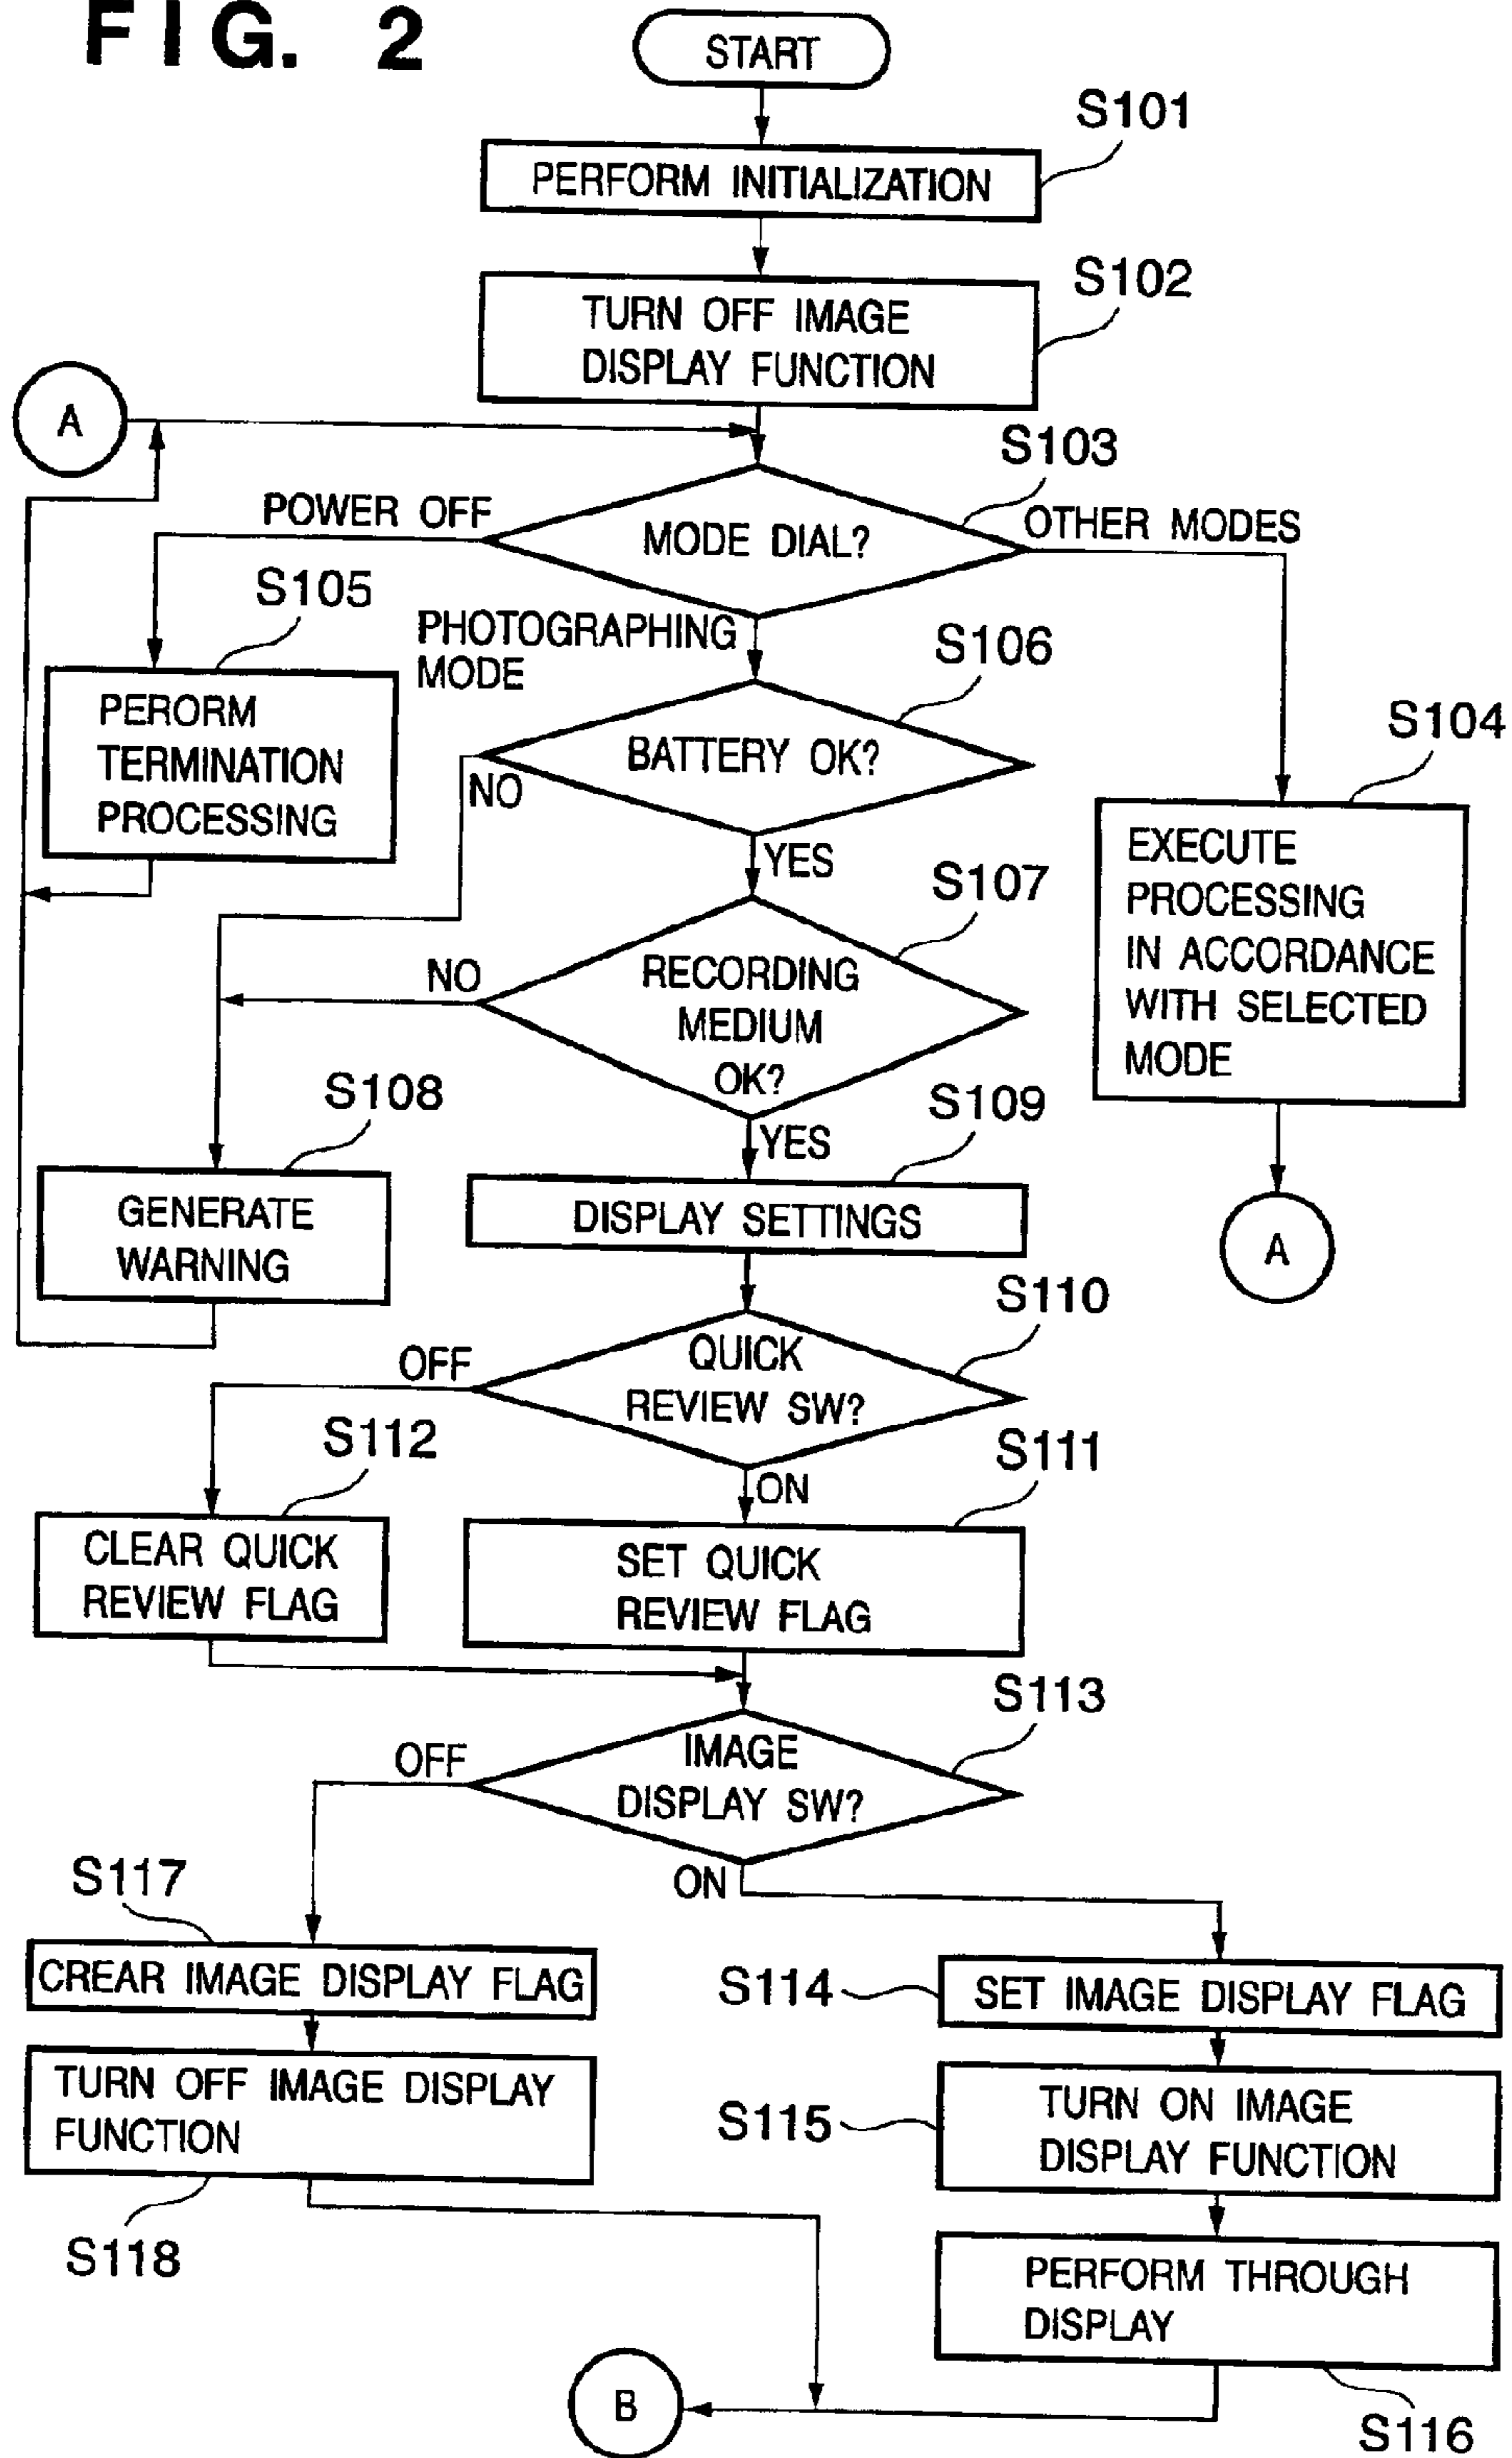 FIG. 2
START
S101
PERFORM INITIALIZATION
S102
TURN OFF IMAGE
DISPLAY FUNCTION
A
S103
POWER OFF
MODE DIAL?
OTHER MODES
S105
PHOTOGRAPHING
MODE
S106
S104
PERORM
TERMINATION
PROCESSING
BATTERY OK?
NO
YES
EXECUTE
PROCESSING
IN ACCORDANCE
WITH SELECTED
MODE
S107
NO
RECORDING
MEDIUM
OK?
S108
YES
S109
GENERATE
WARNING
DISPLAY SETTINGS
A
S110
OFF
QUICK
REVIEW SW?
S112
ON
S111
CLEAR QUICK
REVIEW FLAG
SET QUICK
REVIEW FLAG
S113
OFF
IMAGE
DISPLAY SW?
ON
S117
CREAR IMAGE DISPLAY FLAG
S114
SET IMAGE DISPLAY FLAG
TURN OFF IMAGE DISPLAY
FUNCTION
S115
TURN ON IMAGE
DISPLAY FUNCTION
S118
PERFORM THROUGH
DISPLAY
B
S116